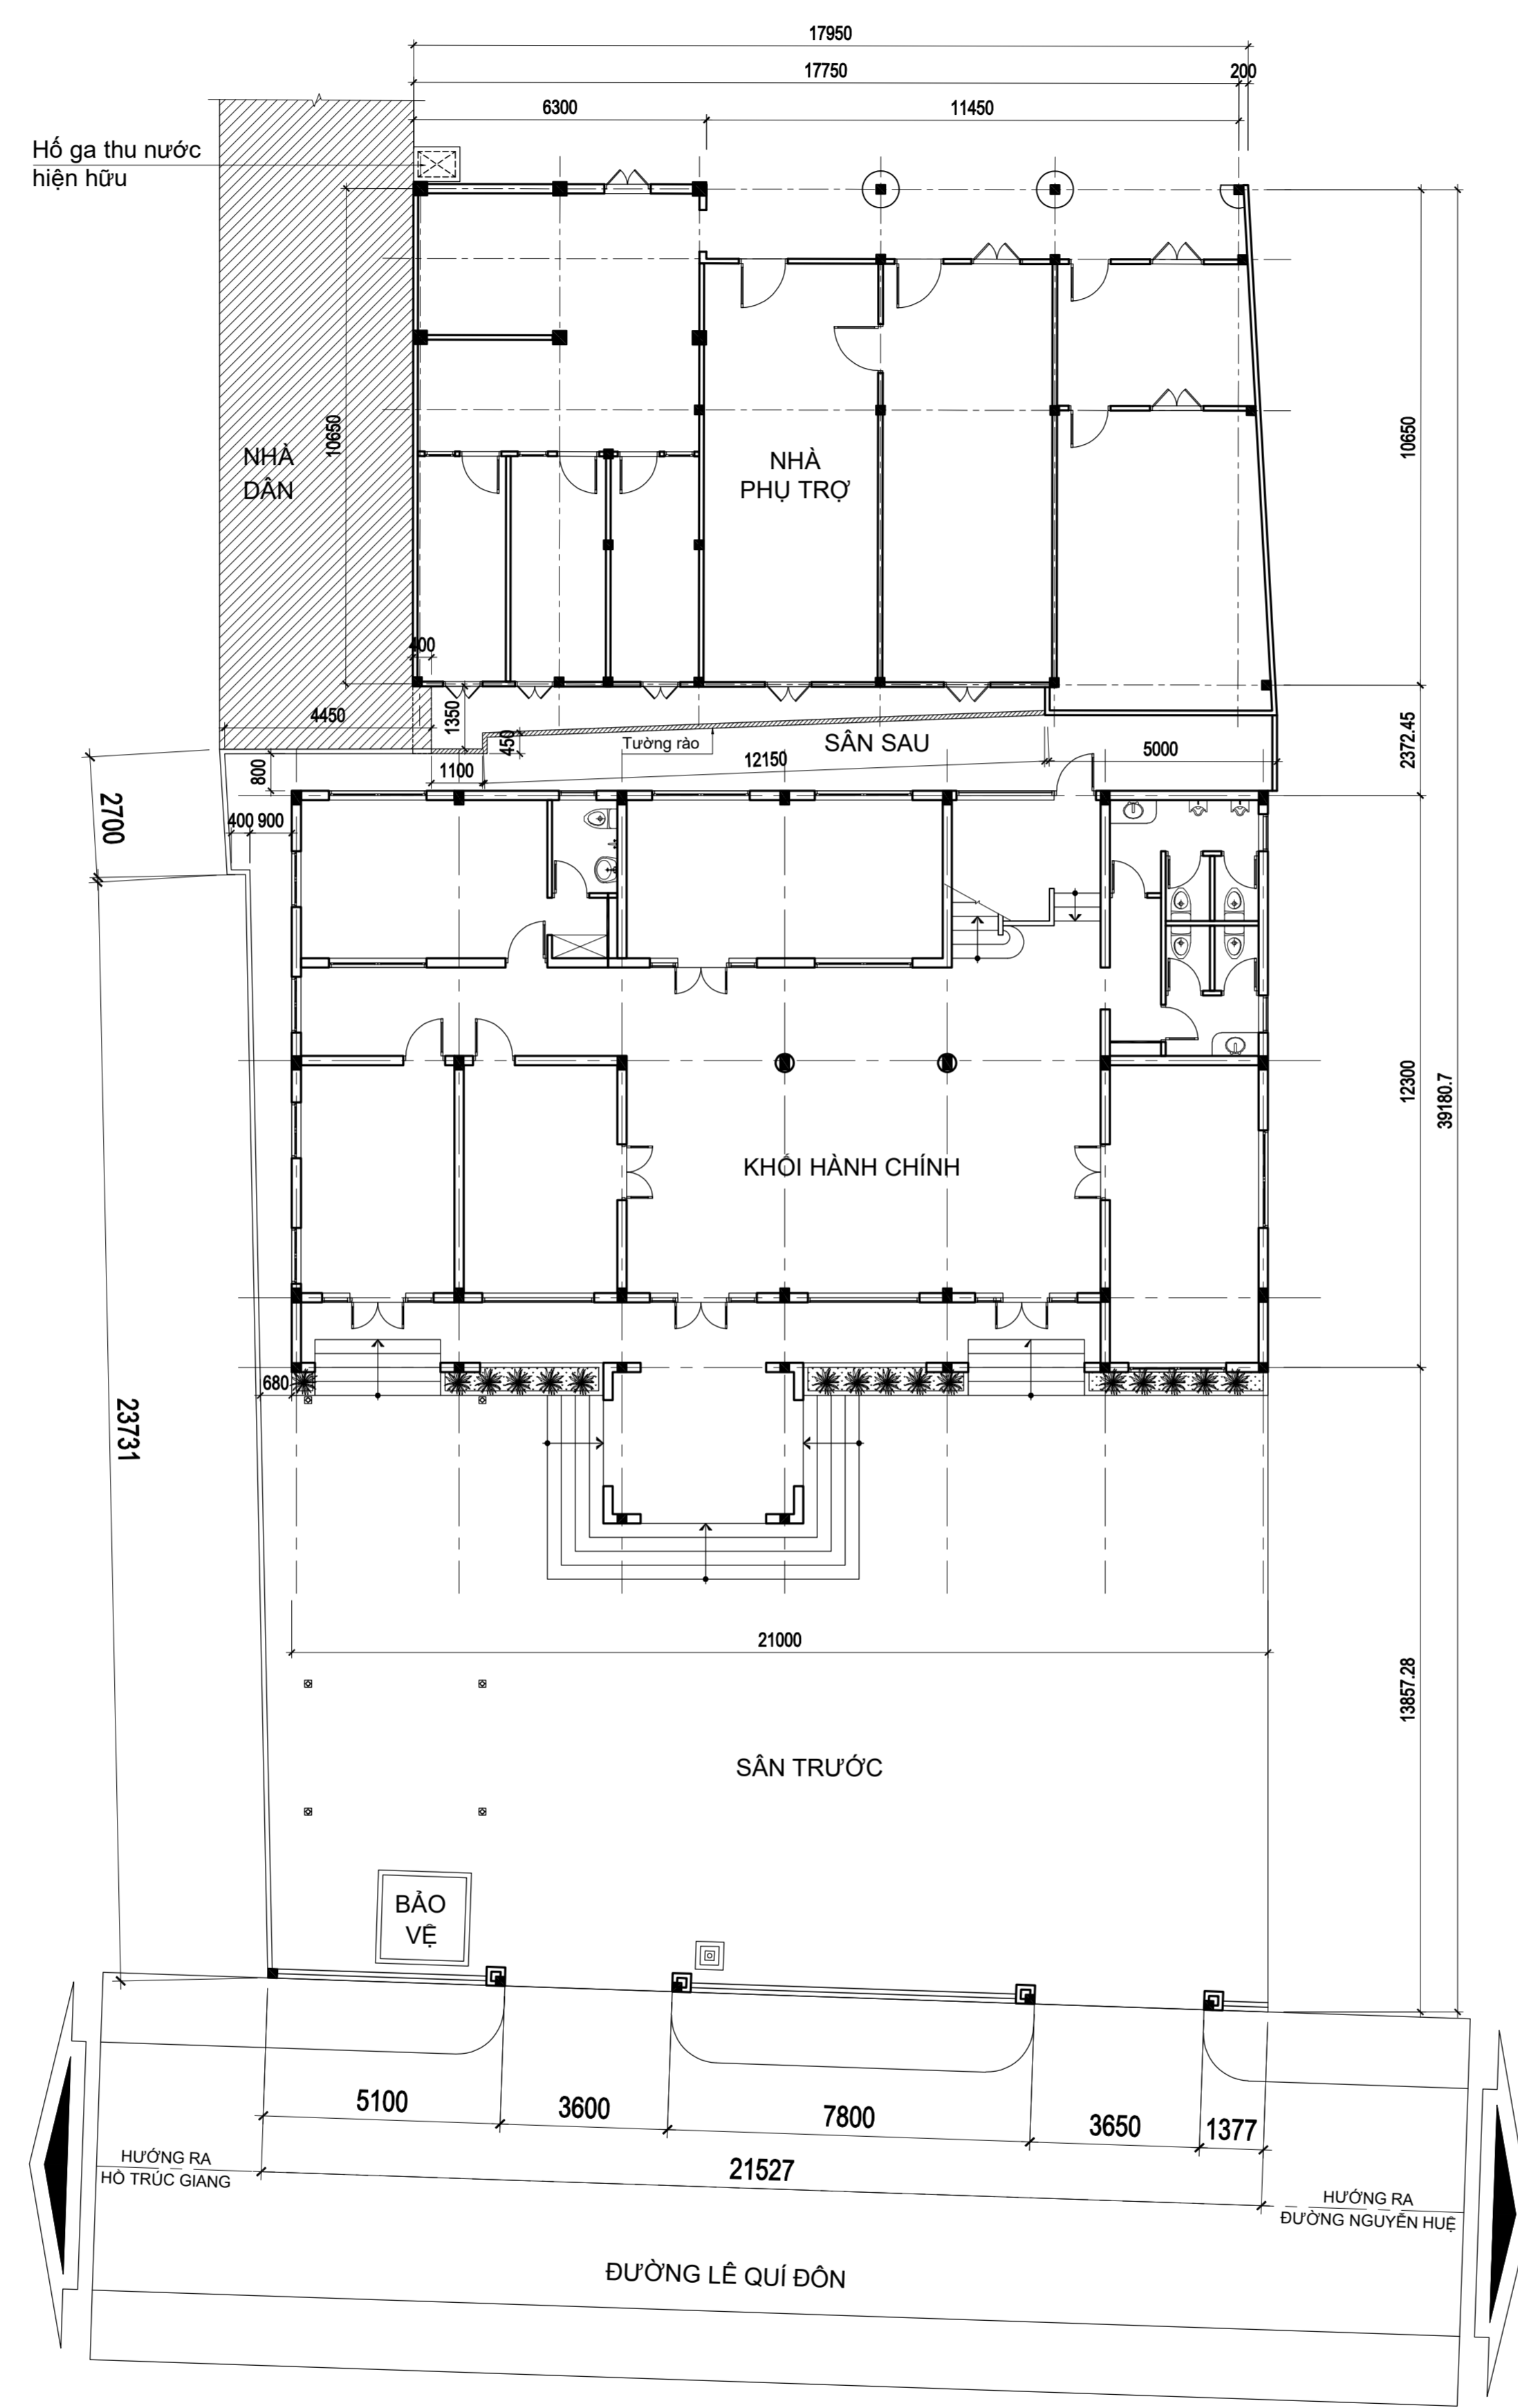 17950
17750
200
6300
11450
Hố ga thu nước
hiện hữu
10650
NHÀ
DÂN
NHÀ
PHỤ TRỢ
10650
400
4450
1350
450
Tường rào
SÂN SAU
12150
5000
2372.45
800
1100
2700
400
900
12300
39180.7
KHỐI HÀNH CHÍNH
680
23731
21000
13857.28
SÂN TRƯỚC
BẢO
VỆ
5100
3600
7800
3650
1377
21527
HƯỚNG RA
HỒ TRÚC GIANG
HƯỚNG RA
ĐƯỜNG NGUYỄN HUỆ
ĐƯỜNG LÊ QUÍ ĐÔN